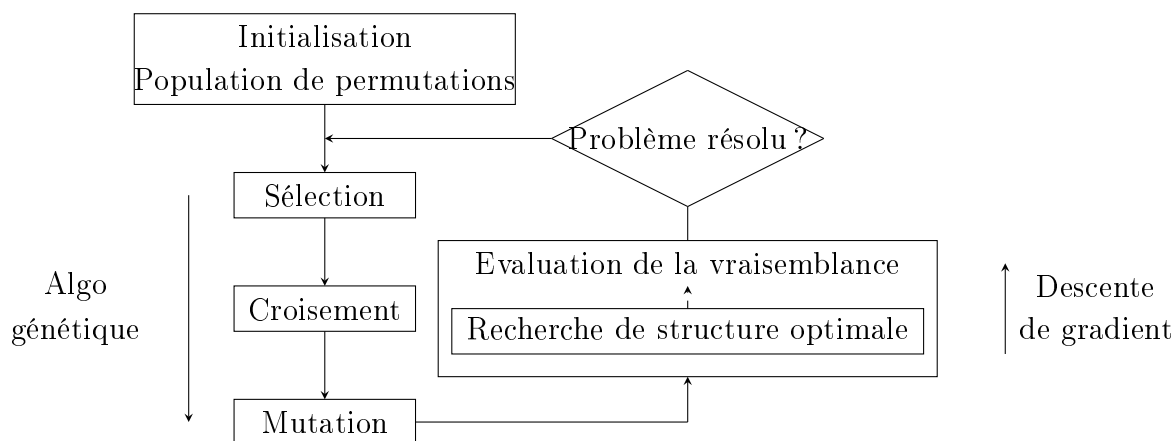 Initialisation
Population de permutations
Problème résolu ?
Sélection
Evaluation de la vraisemblance
Algo
génétique
Croisement
Recherche de structure optimale
Descente
de gradient
Mutation